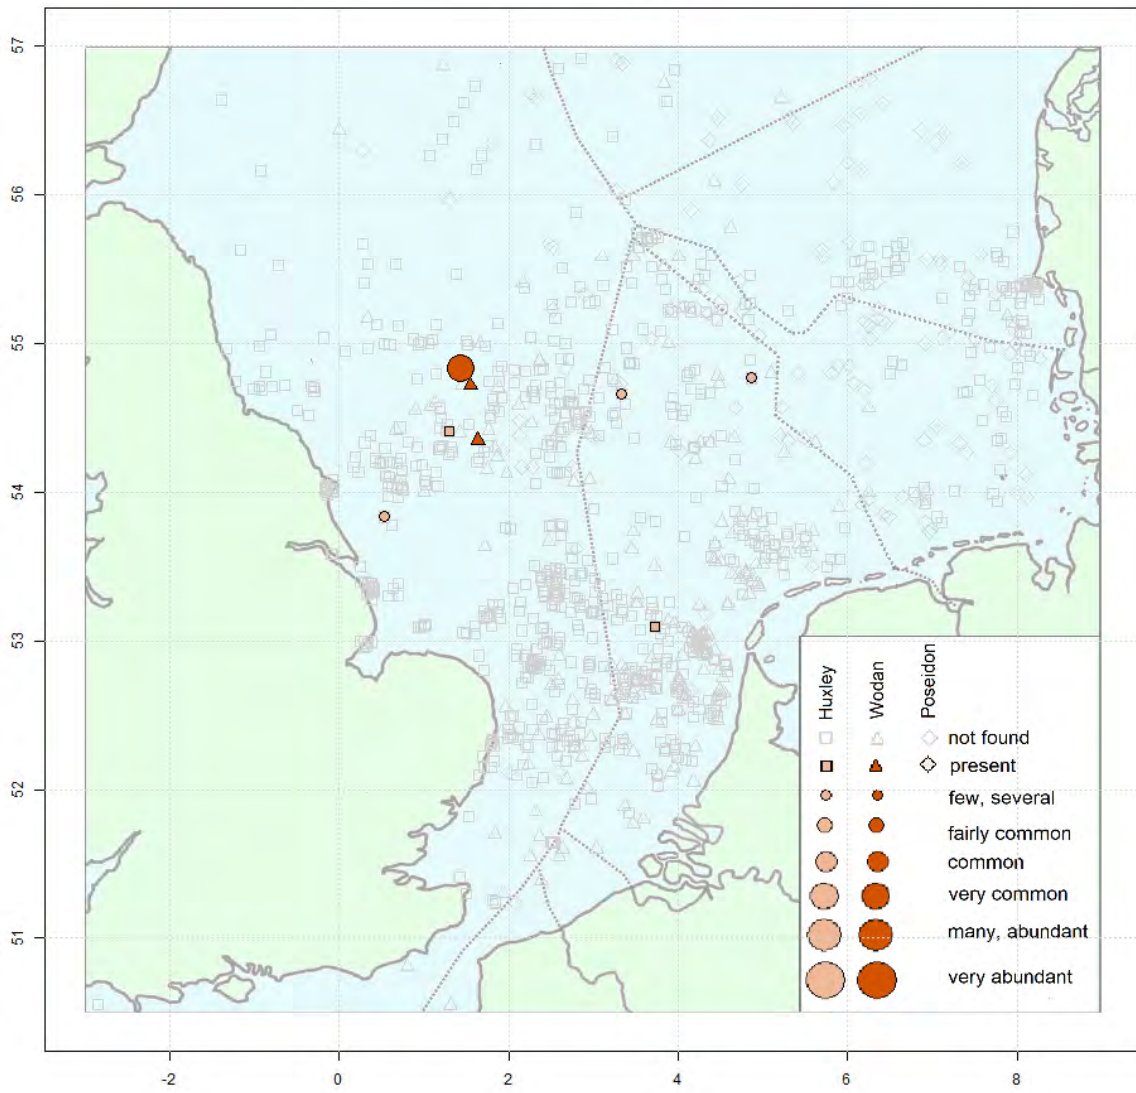 57
56
55
54
53
52
51
Huxley
Wodan
Poseidon
not found
present
few, several
fairly common
common
very common
many, abundant
very abundant
-2 0 2 4 6 8